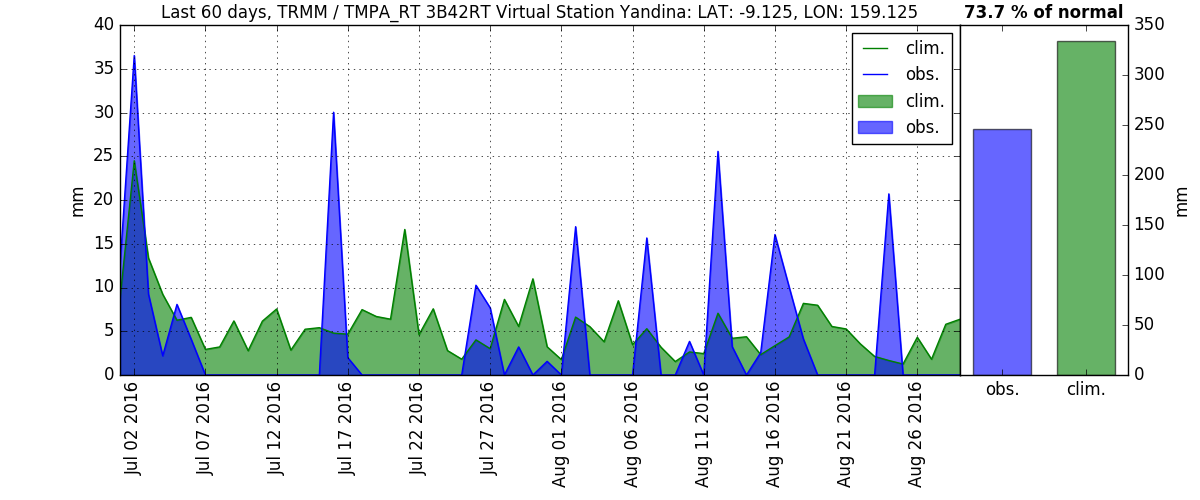 Last 60 days, TRMM / TMPA_RT 3B42RT Virtual Station Yandina: LAT: -9.125, LON: 159.125
73.7 % of normal
40
35
30
25
20
15
10
5
0
mm
clim.
obs.
clim.
obs.
Jul 02 2016
Jul 07 2016
Jul 12 2016
Jul 17 2016
Jul 22 2016
Jul 27 2016
Aug 01 2016
Aug 06 2016
Aug 11 2016
Aug 16 2016
Aug 21 2016
Aug 26 2016
350
300
250
200
150
100
50
0
mm
obs.
clim.